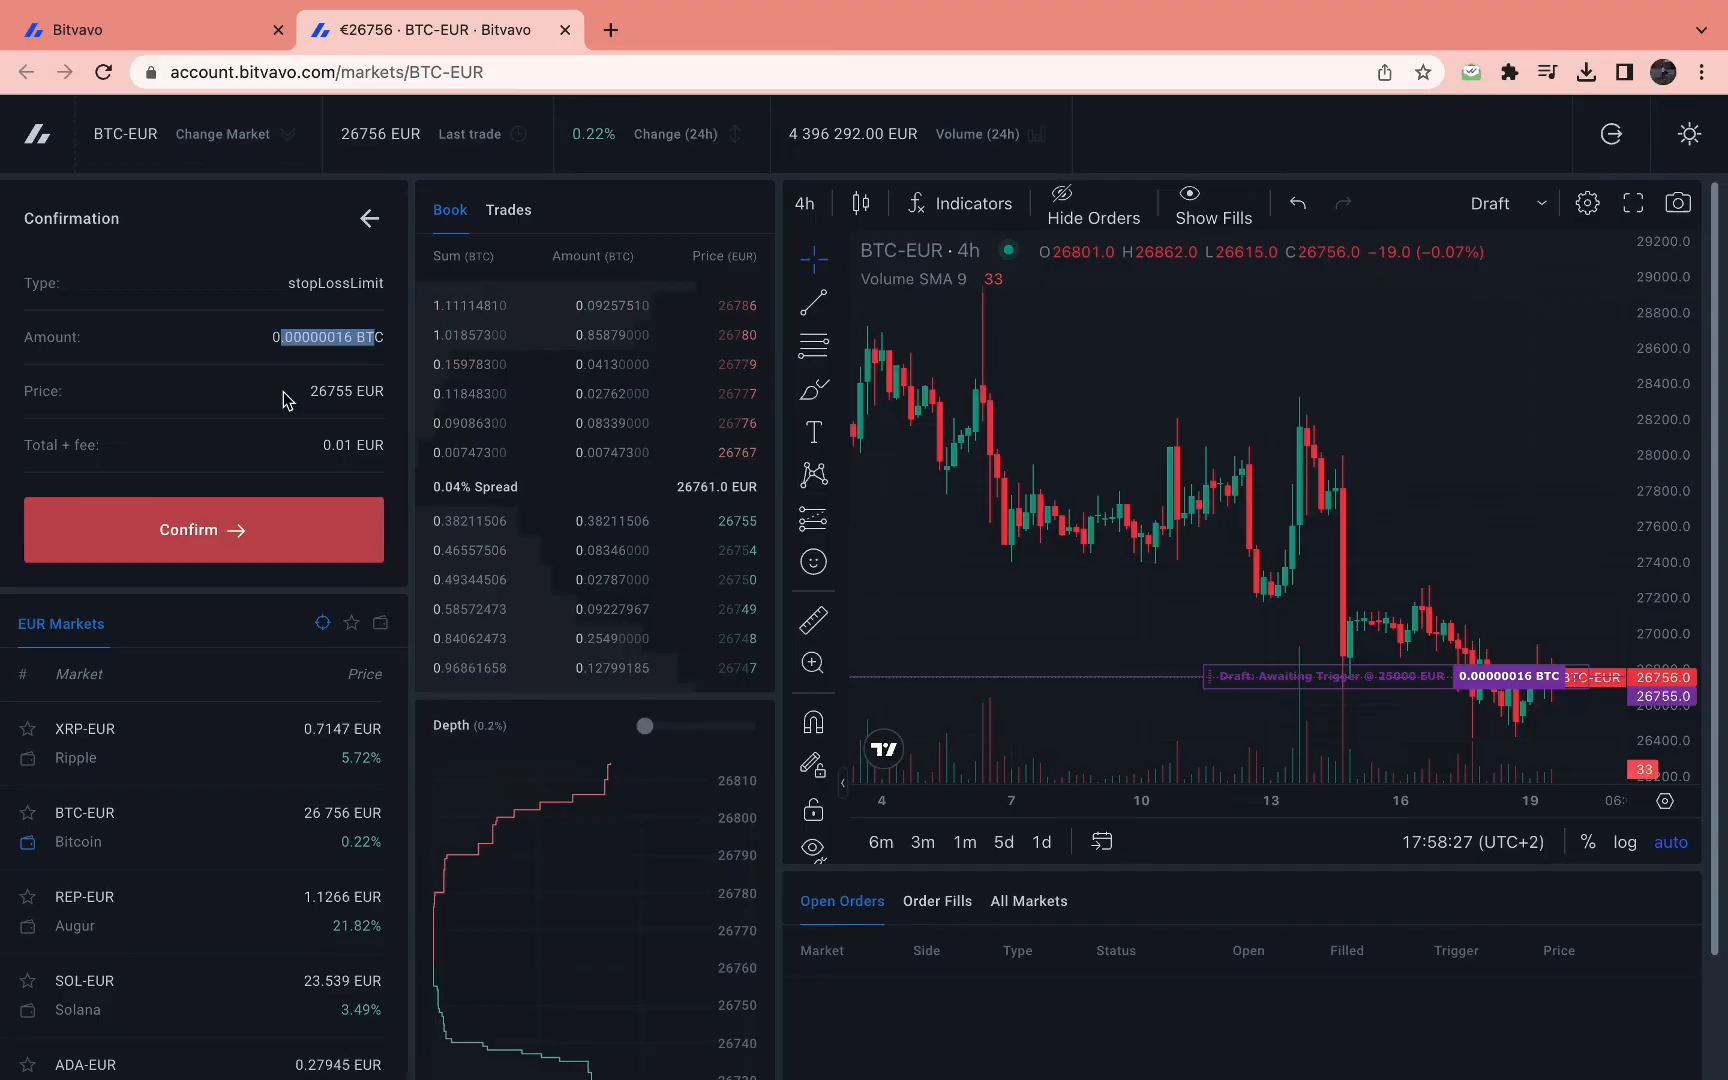 Bitvavo
€26756 · BTC-EUR · Bitvavo
account.bitvavo.com/markets/BTC-EUR
BTC-EUR Change Market 26756 EUR Last trade 0.22% Change (24h) 4 396 292.00 EUR Volume (24h)
Confirmation
Type: stopLossLimit
Amount: 0.00000016 BTC
Price: 26755 EUR
Total + fee: 0.01 EUR
Confirm →
EUR Markets
# Market Price
XRP-EUR 0.7147 EUR
Ripple 5.72%
BTC-EUR 26 756 EUR
Bitcoin 0.22%
REP-EUR 1.1266 EUR
Augur 21.82%
SOL-EUR 23.539 EUR
Solana 3.49%
ADA-EUR 0.27945 EUR
Book Trades
Sum (BTC) Amount (BTC) Price (EUR)
1.11114810 0.09257510 26786
1.01857300 0.85879000 26780
0.15978300 0.04130000 26779
0.11848300 0.02762000 26777
0.09086300 0.08339000 26776
0.00747300 0.00747300 26767
0.04% Spread 26761.0 EUR
0.38211506 0.38211506 26755
0.46557506 0.08346000 26754
0.49344506 0.02787000 26750
0.58572473 0.09227967 26749
0.84062473 0.25490000 26748
0.96861658 0.12799185 26747
Depth (0.2%)
26810
26800
26790
26780
26770
26760
26750
26740
4h Indicators Hide Orders Show Fills Draft
BTC-EUR · 4h O26801.0 H26862.0 L26615.0 C26756.0 −19.0 (−0.07%)
Volume SMA 9 33
29200.0
29000.0
28800.0
28600.0
28400.0
28200.0
28000.0
27800.0
27600.0
27400.0
27200.0
27000.0
Draft: Awaiting Trigger @ 25000 EUR 0.00000016 BTC BTC-EUR 26756.0
26755.0
26400.0
33
4 7 10 13 16 19
6m 3m 1m 5d 1d 17:58:27 (UTC+2) % log auto
Open Orders Order Fills All Markets
Market Side Type Status Open Filled Trigger Price